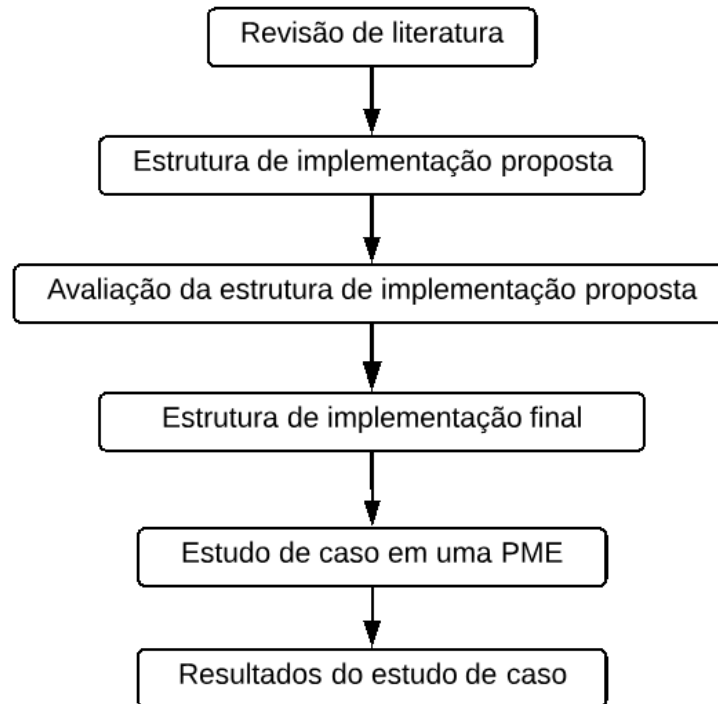 Revisão de literatura
Estrutura de implementação proposta
Avaliação da estrutura de implementação proposta
Estrutura de implementação final
Estudo de caso em uma PME
Resultados do estudo de caso